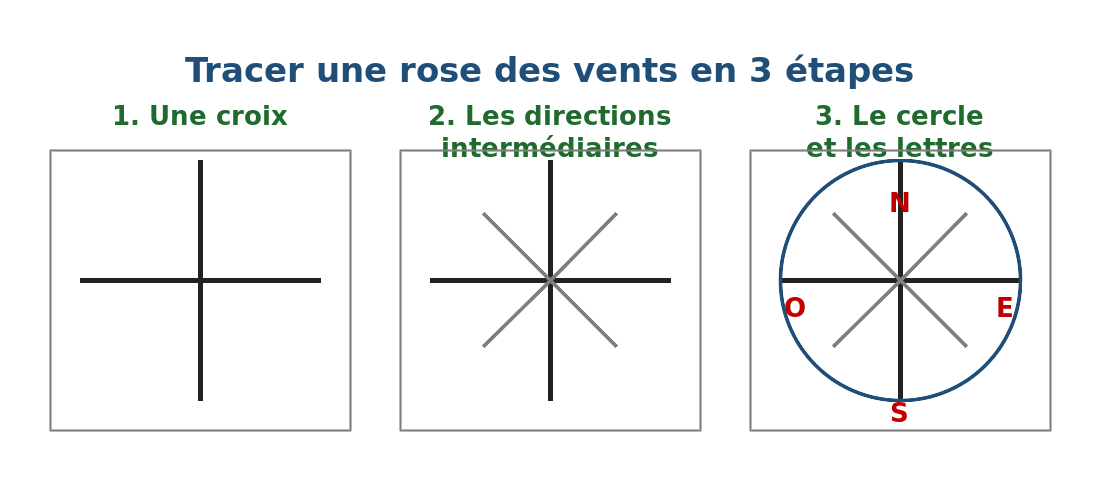 Tracer une rose des vents en 3 étapes
1. Une croix
2. Les directions
intermédiaires
3. Le cercle
et les lettres
N
O
E
S